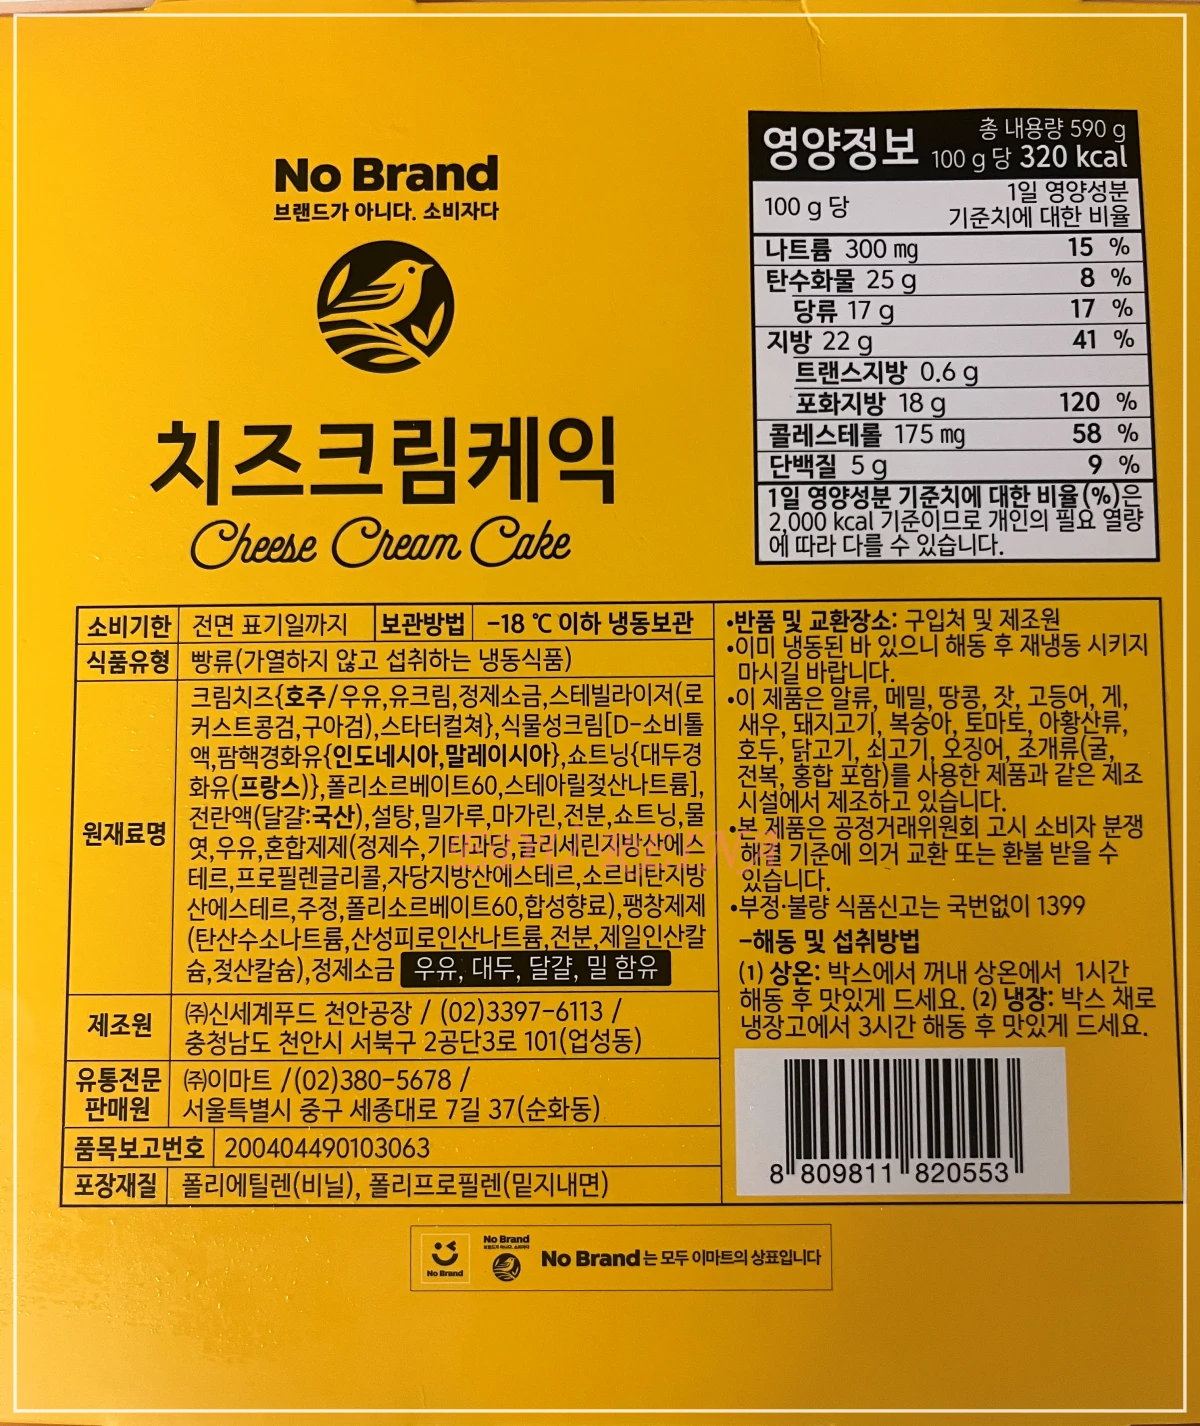 No Brand
브랜드가 아니다. 소비자다
치즈크림케익
Cheese Cream Cake
영양정보
총 내용량 590 g
100 g 당 320 kcal
100 g 당
1일 영양성분
기준치에 대한 비율
나트륨 300 mg 15 %
탄수화물 25 g 8 %
당류 17 g 17 %
지방 22 g 41 %
트랜스지방 0.6 g
포화지방 18 g 120 %
콜레스테롤 175 mg 58 %
단백질 5 g 9 %
1일 영양성분 기준치에 대한 비율(%)은
2,000 kcal 기준이므로 개인의 필요 열량
에 따라 다를 수 있습니다.
소비기한 전면 표기일까지 보관방법 -18 ℃ 이하 냉동보관
식품유형 빵류(가열하지 않고 섭취하는 냉동식품)
원재료명
크림치즈{호주/우유,유크림,정제소금,스테빌라이저(로
커스트콩검,구아검),스타터컬쳐},식물성크림[D-소비톨
액,팜핵경화유{인도네시아,말레이시아},쇼트닝{대두경
화유(프랑스)},폴리소르베이트60,스테아릴젖산나트륨],
전란액(달걀:국산),설탕,밀가루,마가린,전분,쇼트닝,물
엿,우유,혼합제제(정제수,기타과당,글리세린지방산에스
테르,프로필렌글리콜,자당지방산에스테르,소르비탄지방
산에스테르,주정,폴리소르베이트60,합성향료),팽창제제
(탄산수소나트륨,산성피로인산나트륨,전분,제일인산칼
슘,젖산칼슘),정제소금 우유, 대두, 달걀, 밀 함유
제조원
㈜신세계푸드 천안공장 / (02)3397-6113 /
충청남도 천안시 서북구 2공단3로 101(업성동)
유통전문
판매원
㈜이마트 /(02)380-5678 /
서울특별시 중구 세종대로 7길 37(순화동)
품목보고번호 200404490103063
포장재질 폴리에틸렌(비닐), 폴리프로필렌(밑지내면)
•반품 및 교환장소: 구입처 및 제조원
•이미 냉동된 바 있으니 해동 후 재냉동 시키지
마시길 바랍니다.
•이 제품은 알류, 메밀, 땅콩, 잣, 고등어, 게,
새우, 돼지고기, 복숭아, 토마토, 아황산류,
호두, 닭고기, 쇠고기, 오징어, 조개류(굴,
전복, 홍합 포함)를 사용한 제품과 같은 제조
시설에서 제조하고 있습니다.
•본 제품은 공정거래위원회 고시 소비자 분쟁
해결 기준에 의거 교환 또는 환불 받을 수
있습니다.
•부정·불량 식품신고는 국번없이 1399
-해동 및 섭취방법
(1) 상온: 박스에서 꺼내 상온에서 1시간
해동 후 맛있게 드세요. (2) 냉장: 박스 채로
냉장고에서 3시간 해동 후 맛있게 드세요.
8 809811 820553
No Brand
No Brand
브랜드가 아니다. 소비자다
No Brand는 모두 이마트의 상표입니다